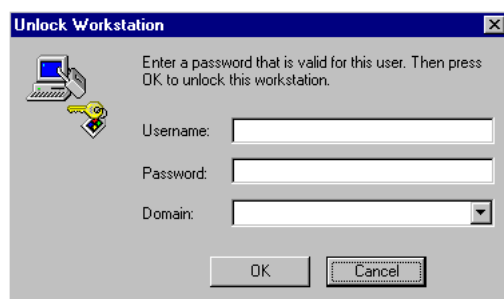 Unlock Workstation
Enter a password that is valid for this user. Then press
OK to unlock this workstation.
Username:
Password:
Domain:
OK
Cancel